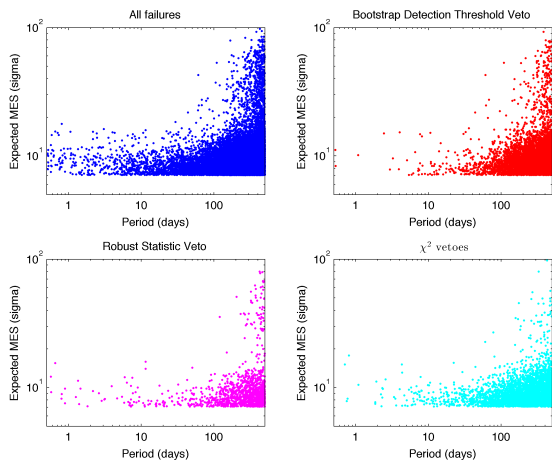 All failures
Bootstrap Detection Threshold Veto
Expected MES (sigma)
10²
10¹
1
10
100
Period (days)
Expected MES (sigma)
10²
10¹
1
10
100
Period (days)
Robust Statistic Veto
χ² vetoes
Expected MES (sigma)
10²
10¹
1
10
100
Period (days)
Expected MES (sigma)
10²
10¹
1
10
100
Period (days)